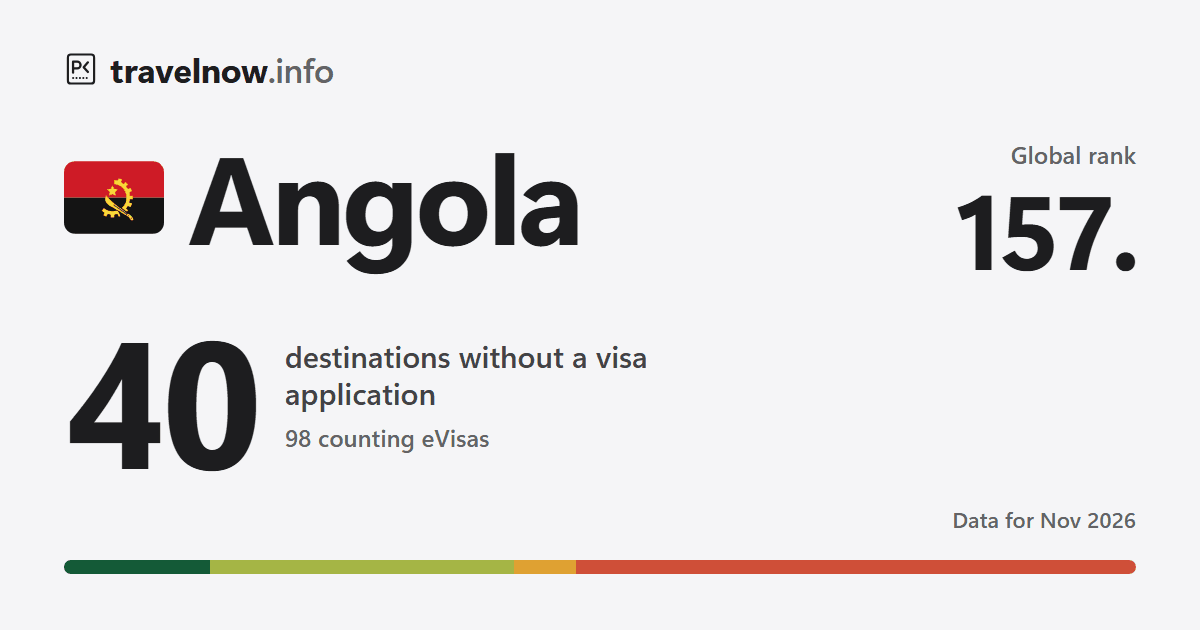 travelnow.info
Angola
Global rank
157.
40
destinations without a visa
application
98 counting eVisas
Data for Nov 2026